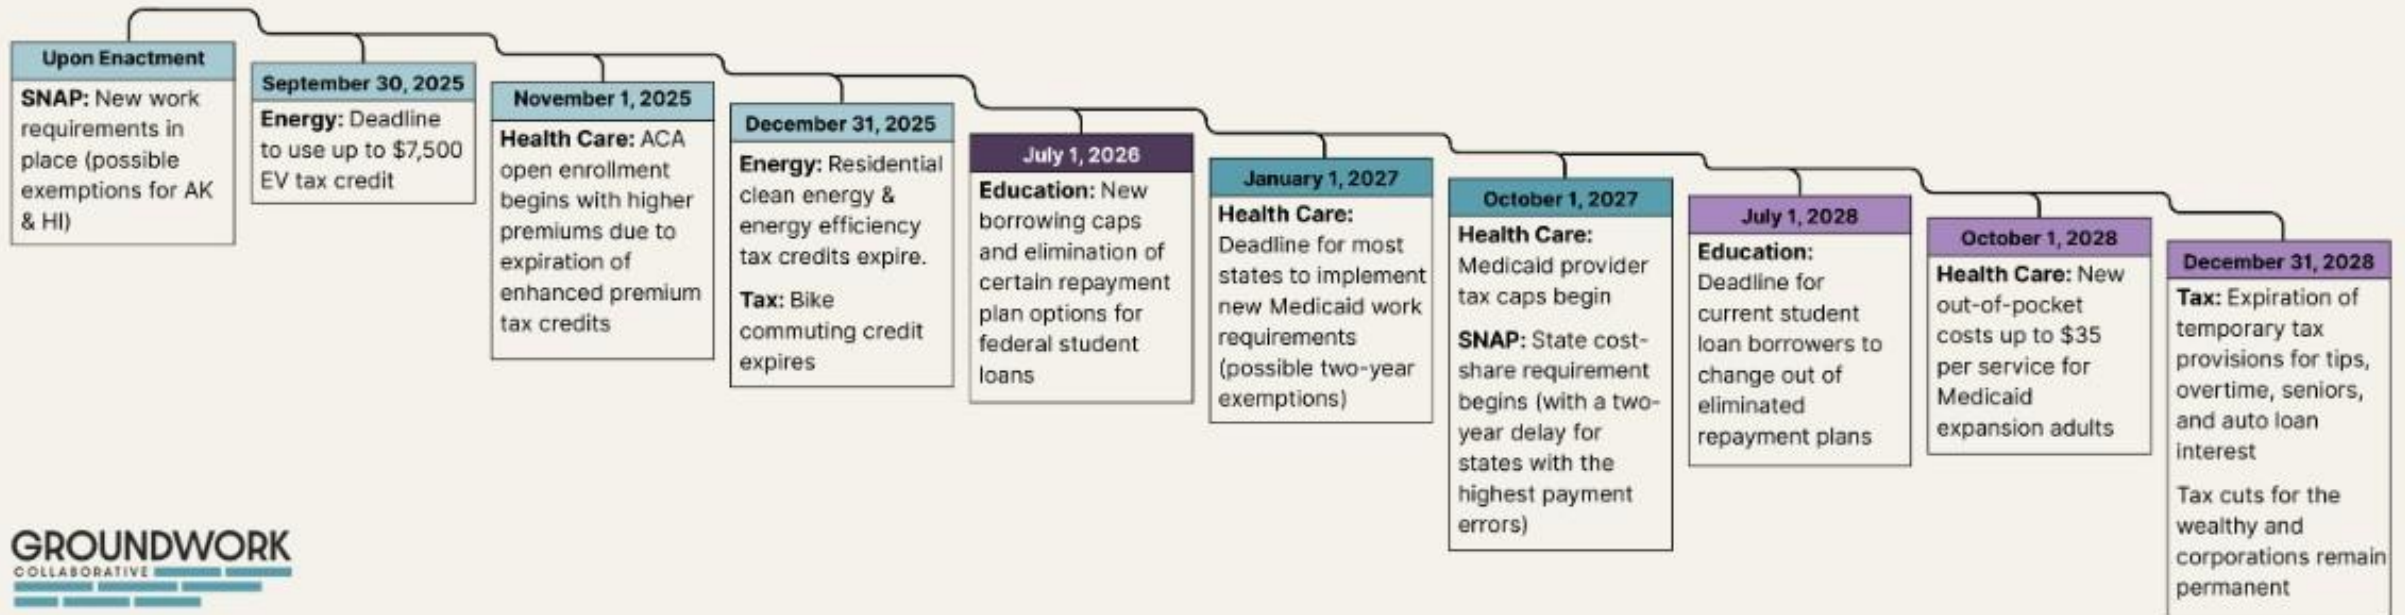 Upon Enactment
SNAP: New work
requirements in
place (possible
exemptions for AK
& HI)
September 30, 2025
Energy: Deadline
to use up to $7,500
EV tax credit
November 1, 2025
Health Care: ACA
open enrollment
begins with higher
premiums due to
expiration of
enhanced premium
tax credits
December 31, 2025
Energy: Residential
clean energy &
energy efficiency
tax credits expire.
Tax: Bike
commuting credit
expires
July 1, 2026
Education: New
borrowing caps
and elimination of
certain repayment
plan options for
federal student
loans
January 1, 2027
Health Care:
Deadline for most
states to implement
new Medicaid work
requirements
(possible two-year
exemptions)
October 1, 2027
Health Care:
Medicaid provider
tax caps begin
SNAP: State cost-
share requirement
begins (with a two-
year delay for
states with the
highest payment
errors)
July 1, 2028
Education:
Deadline for
current student
loan borrowers to
change out of
eliminated
repayment plans
October 1, 2028
Health Care: New
out-of-pocket
costs up to $35
per service for
Medicaid
expansion adults
December 31, 2028
Tax: Expiration of
temporary tax
provisions for tips,
overtime, seniors,
and auto loan
interest
Tax cuts for the
wealthy and
corporations remain
permanent
GROUNDWORK
COLLABORATIVE